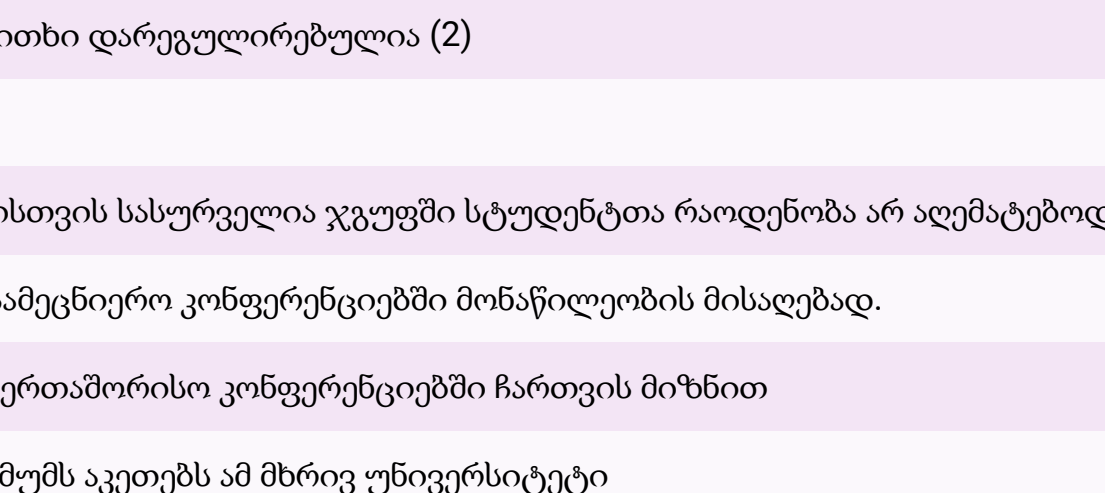 ითხი დარეგულირებულია (2)
ისთვის სასურველია ჯგუფში სტუდენტთა რაოდენობა არ აღემატებოდ
სამეცნიერო კონფერენციებში მონაწილეობის მისაღებად.
ერთაშორისო კონფერენციებში ჩართვის მიზნით
მუმს აკეთებს ამ მხრივ უნივერსიტეტი